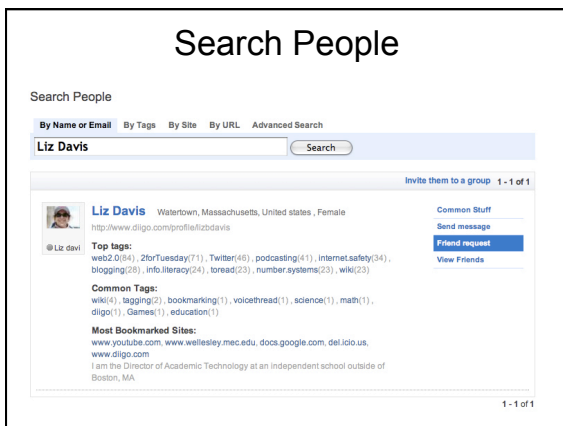 Search People
Search People
By Name or Email By Tags By Site By URL Advanced Search
Liz Davis Search
Invite them to a group 1 - 1 of 1
Liz Davis Watertown, Massachusetts, United states , Female
http://www.diigo.com/profile/lizbdavis
Liz davi
Top tags:
web2.0(84) , 2forTuesday(71) , Twitter(46) , podcasting(41) , internet.safety(34) ,
blogging(28) , info.literacy(24) , toread(23) , number.systems(23) , wiki(23)
Common Tags:
wiki(4) , tagging(2) , bookmarking(1) , voicethread(1) , science(1) , math(1) ,
diigo(1) , Games(1) , education(1)
Most Bookmarked Sites:
www.youtube.com, www.wellesley.mec.edu, docs.google.com, del.icio.us,
www.diigo.com
I am the Director of Academic Technology at an independent school outside of
Boston, MA
Common Stuff
Send message
Friend request
View Friends
1 - 1 of 1